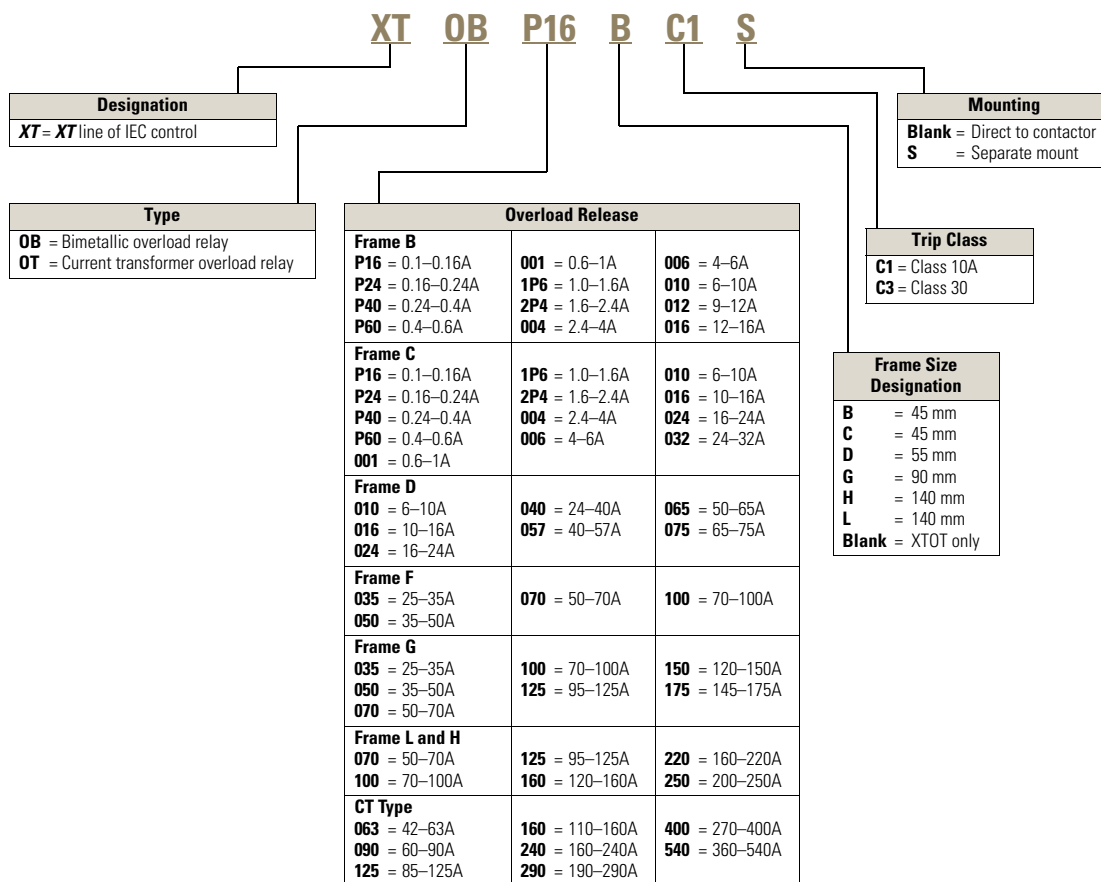 XT OB P16 B C1 S
Designation
XT = XT line of IEC control
Mounting
Blank = Direct to contactor
S = Separate mount
Type
OB = Bimetallic overload relay
OT = Current transformer overload relay
Overload Release
Frame B
P16 = 0.1–0.16A 001 = 0.6–1A 006 = 4–6A
P24 = 0.16–0.24A 1P6 = 1.0–1.6A 010 = 6–10A
P40 = 0.24–0.4A 2P4 = 1.6–2.4A 012 = 9–12A
P60 = 0.4–0.6A 004 = 2.4–4A 016 = 12–16A
Frame C
P16 = 0.1–0.16A 1P6 = 1.0–1.6A 010 = 6–10A
P24 = 0.16–0.24A 2P4 = 1.6–2.4A 016 = 10–16A
P40 = 0.24–0.4A 004 = 2.4–4A 024 = 16–24A
P60 = 0.4–0.6A 006 = 4–6A 032 = 24–32A
001 = 0.6–1A
Frame D
010 = 6–10A 040 = 24–40A 065 = 50–65A
016 = 10–16A 057 = 40–57A 075 = 65–75A
024 = 16–24A
Frame F
035 = 25–35A 070 = 50–70A 100 = 70–100A
050 = 35–50A
Frame G
035 = 25–35A 100 = 70–100A 150 = 120–150A
050 = 35–50A 125 = 95–125A 175 = 145–175A
070 = 50–70A
Frame L and H
070 = 50–70A 125 = 95–125A 220 = 160–220A
100 = 70–100A 160 = 120–160A 250 = 200–250A
CT Type
063 = 42–63A 160 = 110–160A 400 = 270–400A
090 = 60–90A 240 = 160–240A 540 = 360–540A
125 = 85–125A 290 = 190–290A
Trip Class
C1 = Class 10A
C3 = Class 30
Frame Size
Designation
B = 45 mm
C = 45 mm
D = 55 mm
G = 90 mm
H = 140 mm
L = 140 mm
Blank = XTOT only